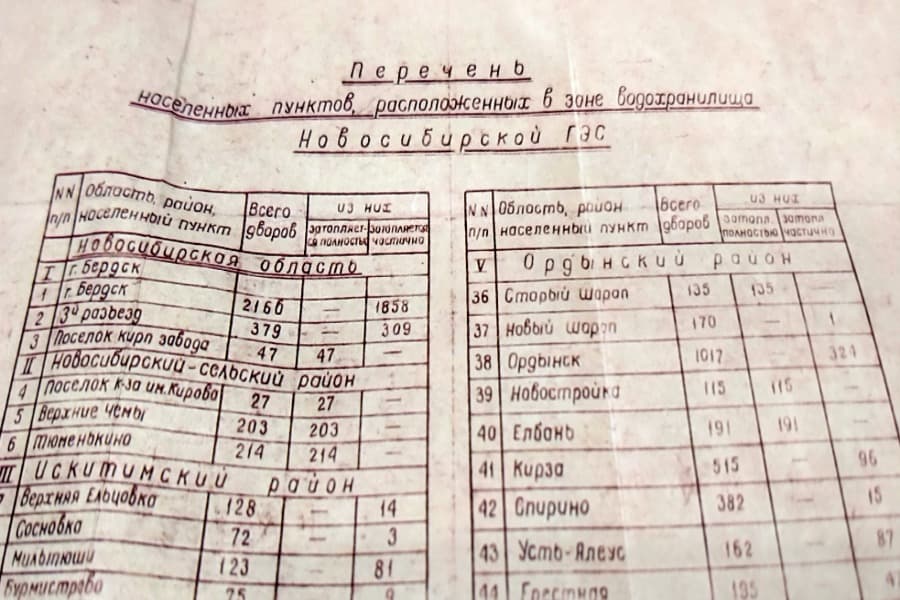 Перечень
населенных пунктов, расположенных в зоне водохранилища
Новосибирской ГЭС
NN п/п Область, район, населенный пункт Всего дворов из них затопляется полностью затопляется частично
Новосибирская область
I г. Бердск
1 г. Бердск 2166 — 1858
2 3й разъезд 379 — 309
3 Поселок кирп завода 47 47 —
II Новосибирский-сельский район
4 Поселок к-за им.Кирова 27 27 —
5 Верхние Чемы 203 203 —
6 Тюменькино 214 214 —
III Искитимский район
Верхняя Ельцовка 128 — 14
Сосновка 72 — 3
Мильтюши 123 — 81
Бурмистрово 75 9
NN п/п Область, район населенный пункт Всего дворов из них затопл. полностью затопл частично
V Ордынский район
36 Старый шарап 135 135 —
37 Новый шарап 170 — 1
38 Ордынск 1017 — 324
39 Новостройка 115 115 —
40 Елбань 191 191 —
41 Кирза 515 — 96
42 Спирино 382 — 15
43 Усть-Алеус 162 — 87
44